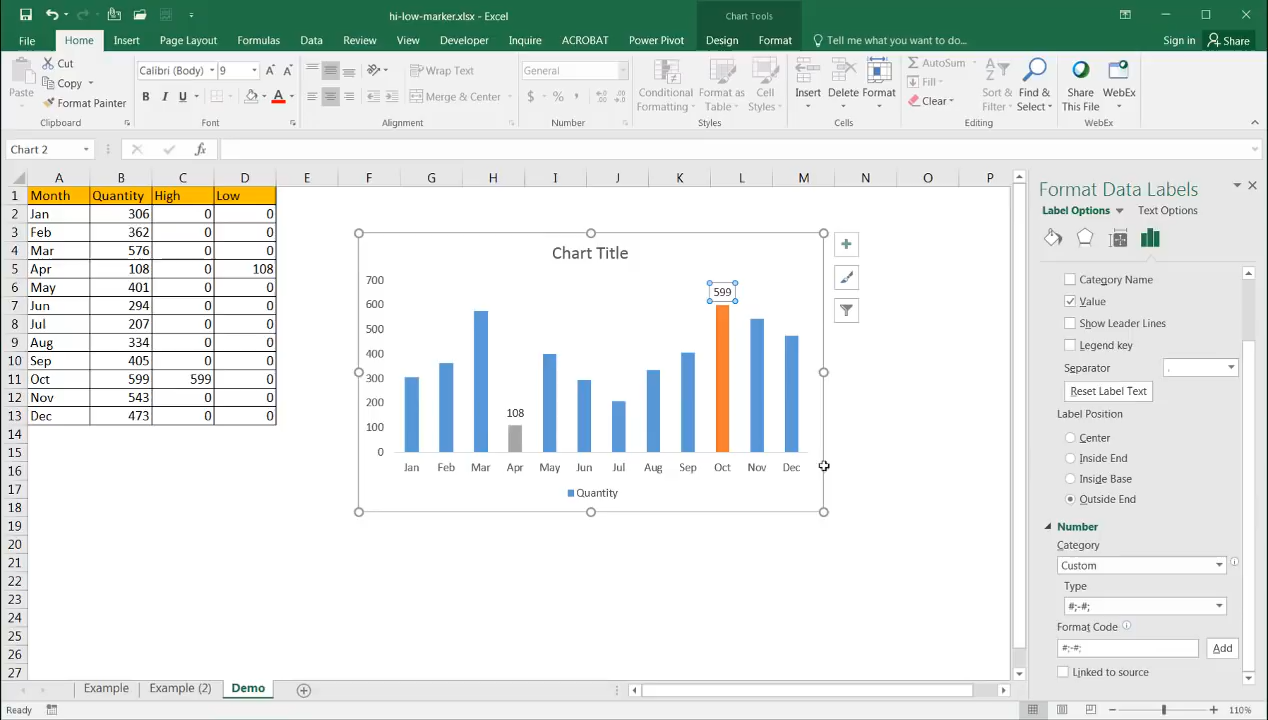 hi-low-marker.xlsx - Excel
Chart Tools
File Home Insert Page Layout Formulas Data Review View Developer Inquire ACROBAT Power Pivot Design Format Tell me what you want to do... Sign in Share
Paste
Cut
Copy
Format Painter
Clipboard
Calibri (Body) 9
B I U
Font
Wrap Text
Merge & Center
Alignment
General
$ % ,
Number
Conditional Formatting
Format as Table
Cell Styles
Styles
Insert
Delete
Format
Cells
AutoSum
Fill
Clear
Sort & Filter
Find & Select
Editing
Share This File
WebEx
WebEx
Chart 2
fx
A B C D E F G H I J K L M N O P
1 Month Quantity High Low
2 Jan 306 0 0
3 Feb 362 0 0
4 Mar 576 0 0
5 Apr 108 0 108
6 May 401 0 0
7 Jun 294 0 0
8 Jul 207 0 0
9 Aug 334 0 0
10 Sep 405 0 0
11 Oct 599 599 0
12 Nov 543 0 0
13 Dec 473 0 0
14
15
16
17
18
19
20
21
22
23
24
25
26
27
Chart Title
700
600
500
400
300
200
100
0
599
108
Jan Feb Mar Apr May Jun Jul Aug Sep Oct Nov Dec
Quantity
Format Data Labels
Label Options Text Options
Category Name
Value
Show Leader Lines
Legend key
Separator ,
Reset Label Text
Label Position
Center
Inside End
Inside Base
Outside End
Number
Category
Custom
Type
#;-#;
Format Code
#;-#; Add
Linked to source
Example Example (2) Demo
Ready
110%